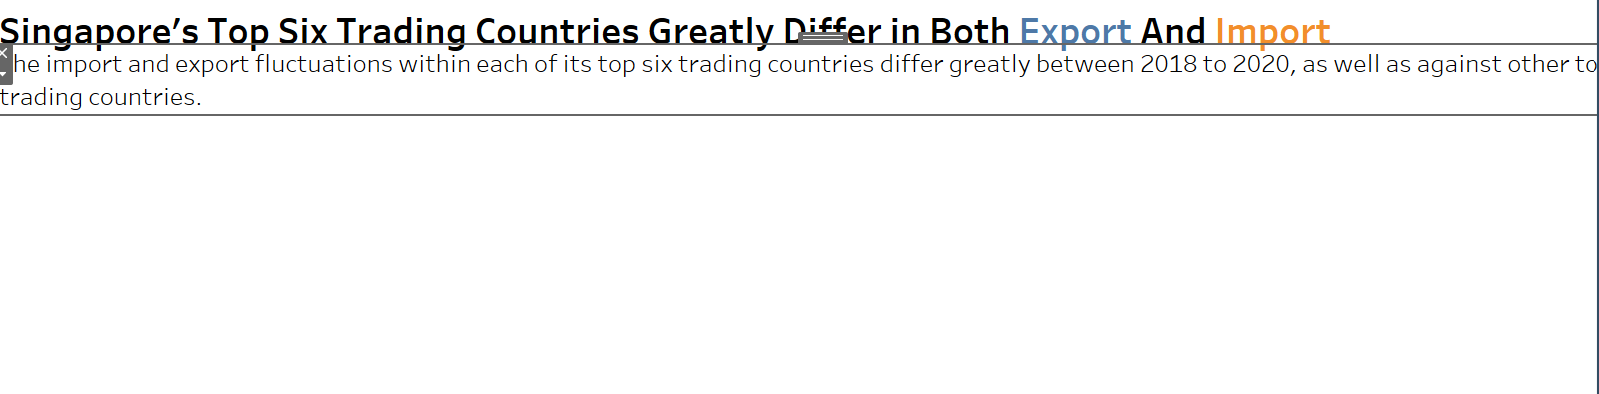 Singapore’s Top Six Trading Countries Greatly Differ in Both Export And Import
he import and export fluctuations within each of its top six trading countries differ greatly between 2018 to 2020, as well as against other to
trading countries.